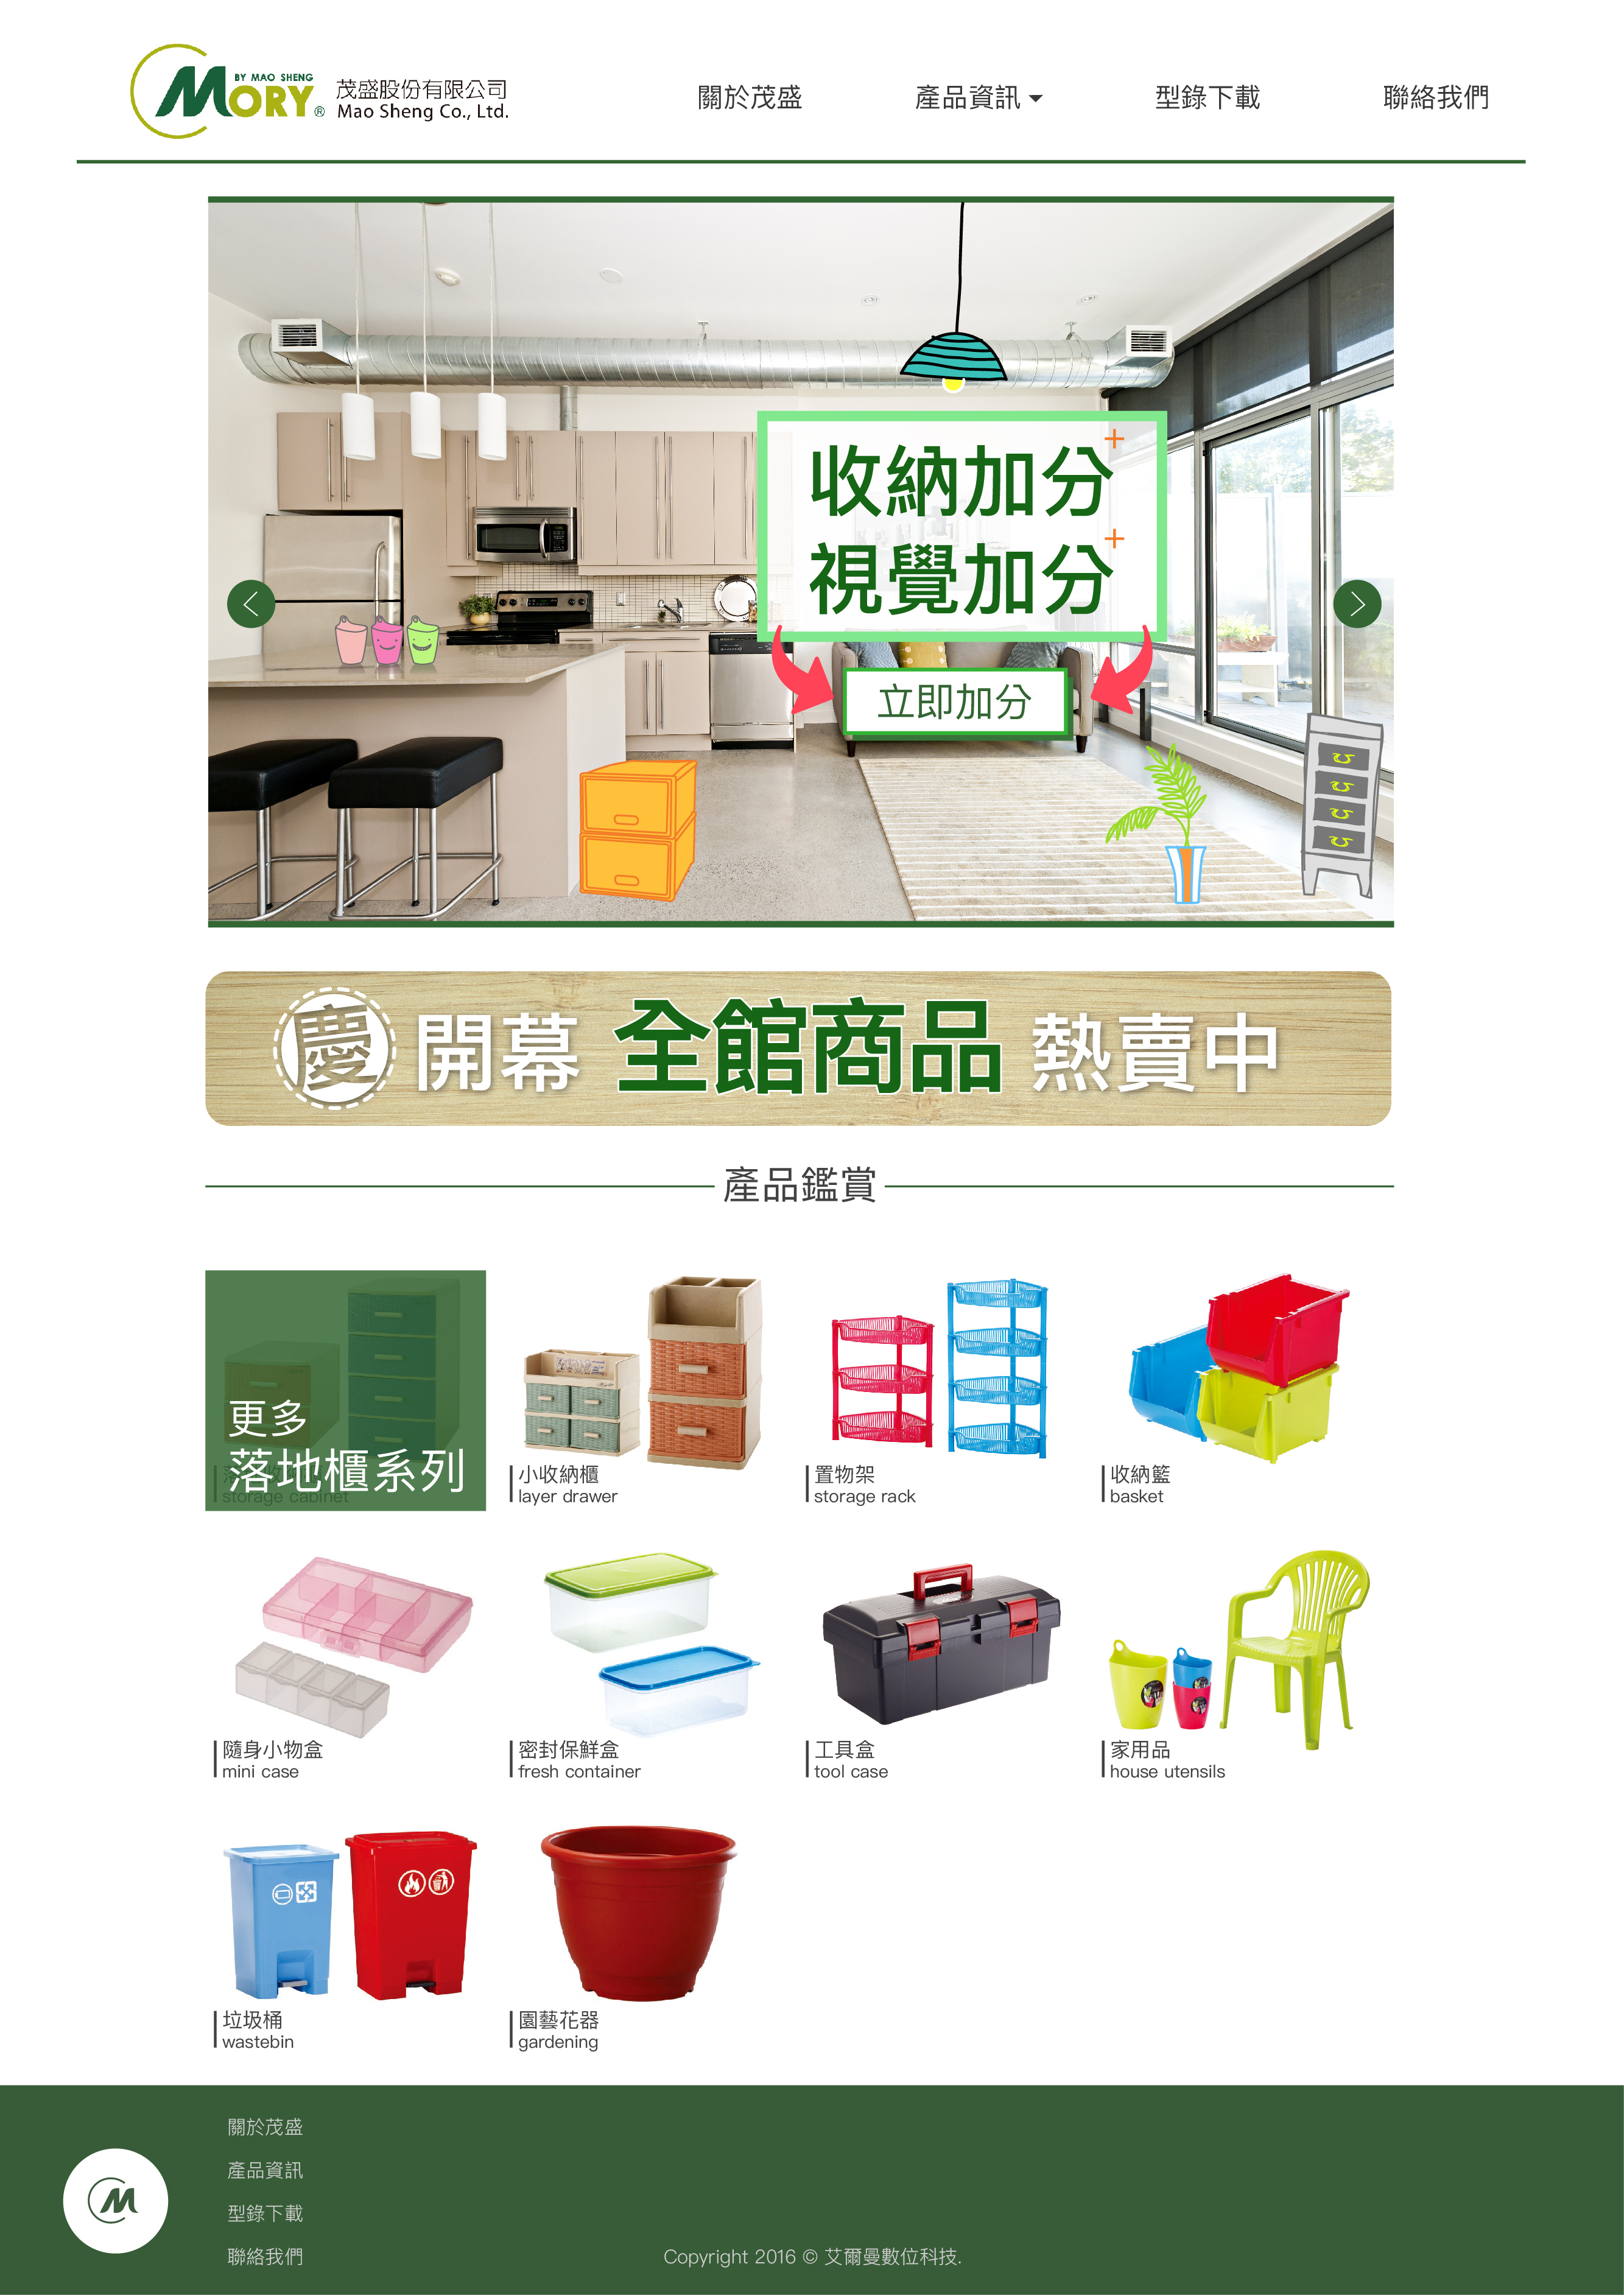 BY MAO SHENG
MORY®
茂盛股份有限公司
Mao Sheng Co., Ltd.
關於茂盛
產品資訊
型錄下載
聯絡我們
收納加分+
視覺加分+
立即加分
慶 開幕 全館商品 熱賣中
產品鑑賞
更多
落地櫃系列
storage cabinet
小收納櫃
layer drawer
置物架
storage rack
收納籃
basket
隨身小物盒
mini case
密封保鮮盒
fresh container
工具盒
tool case
家用品
house utensils
垃圾桶
wastebin
園藝花器
gardening
關於茂盛
產品資訊
型錄下載
聯絡我們
M
Copyright 2016 © 艾爾曼數位科技.